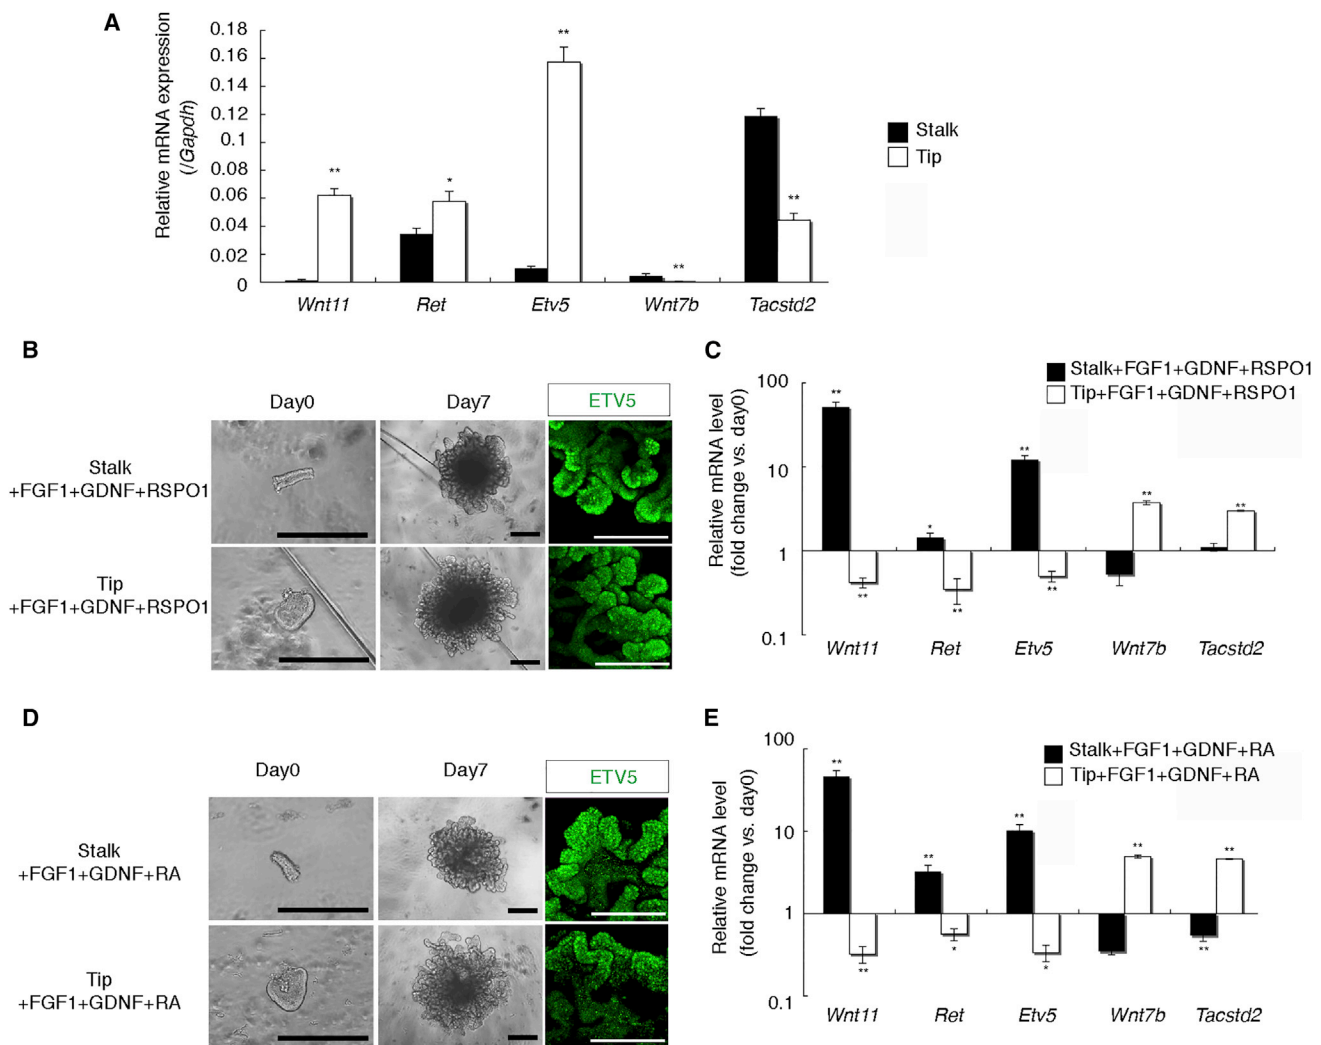 A
Relative mRNA expression
(/Gapdh)
0.18
0.16
0.14
0.12
0.1
0.08
0.06
0.04
0.02
0
**
*
**
**
**
Wnt11 Ret Etv5 Wnt7b Tacstd2
Stalk
Tip
B
Day0 Day7 ETV5
Stalk
+FGF1+GDNF+RSPO1
Tip
+FGF1+GDNF+RSPO1
C
Relative mRNA level
(fold change vs. day0)
100
10
1
0.1
Stalk+FGF1+GDNF+RSPO1
Tip+FGF1+GDNF+RSPO1
**
**
*
**
**
**
**
**
Wnt11 Ret Etv5 Wnt7b Tacstd2
D
Day0 Day7 ETV5
Stalk
+FGF1+GDNF+RA
Tip
+FGF1+GDNF+RA
E
Relative mRNA level
(fold change vs. day0)
100
10
1
0.1
Stalk+FGF1+GDNF+RA
Tip+FGF1+GDNF+RA
**
**
**
*
**
*
**
**
**
Wnt11 Ret Etv5 Wnt7b Tacstd2